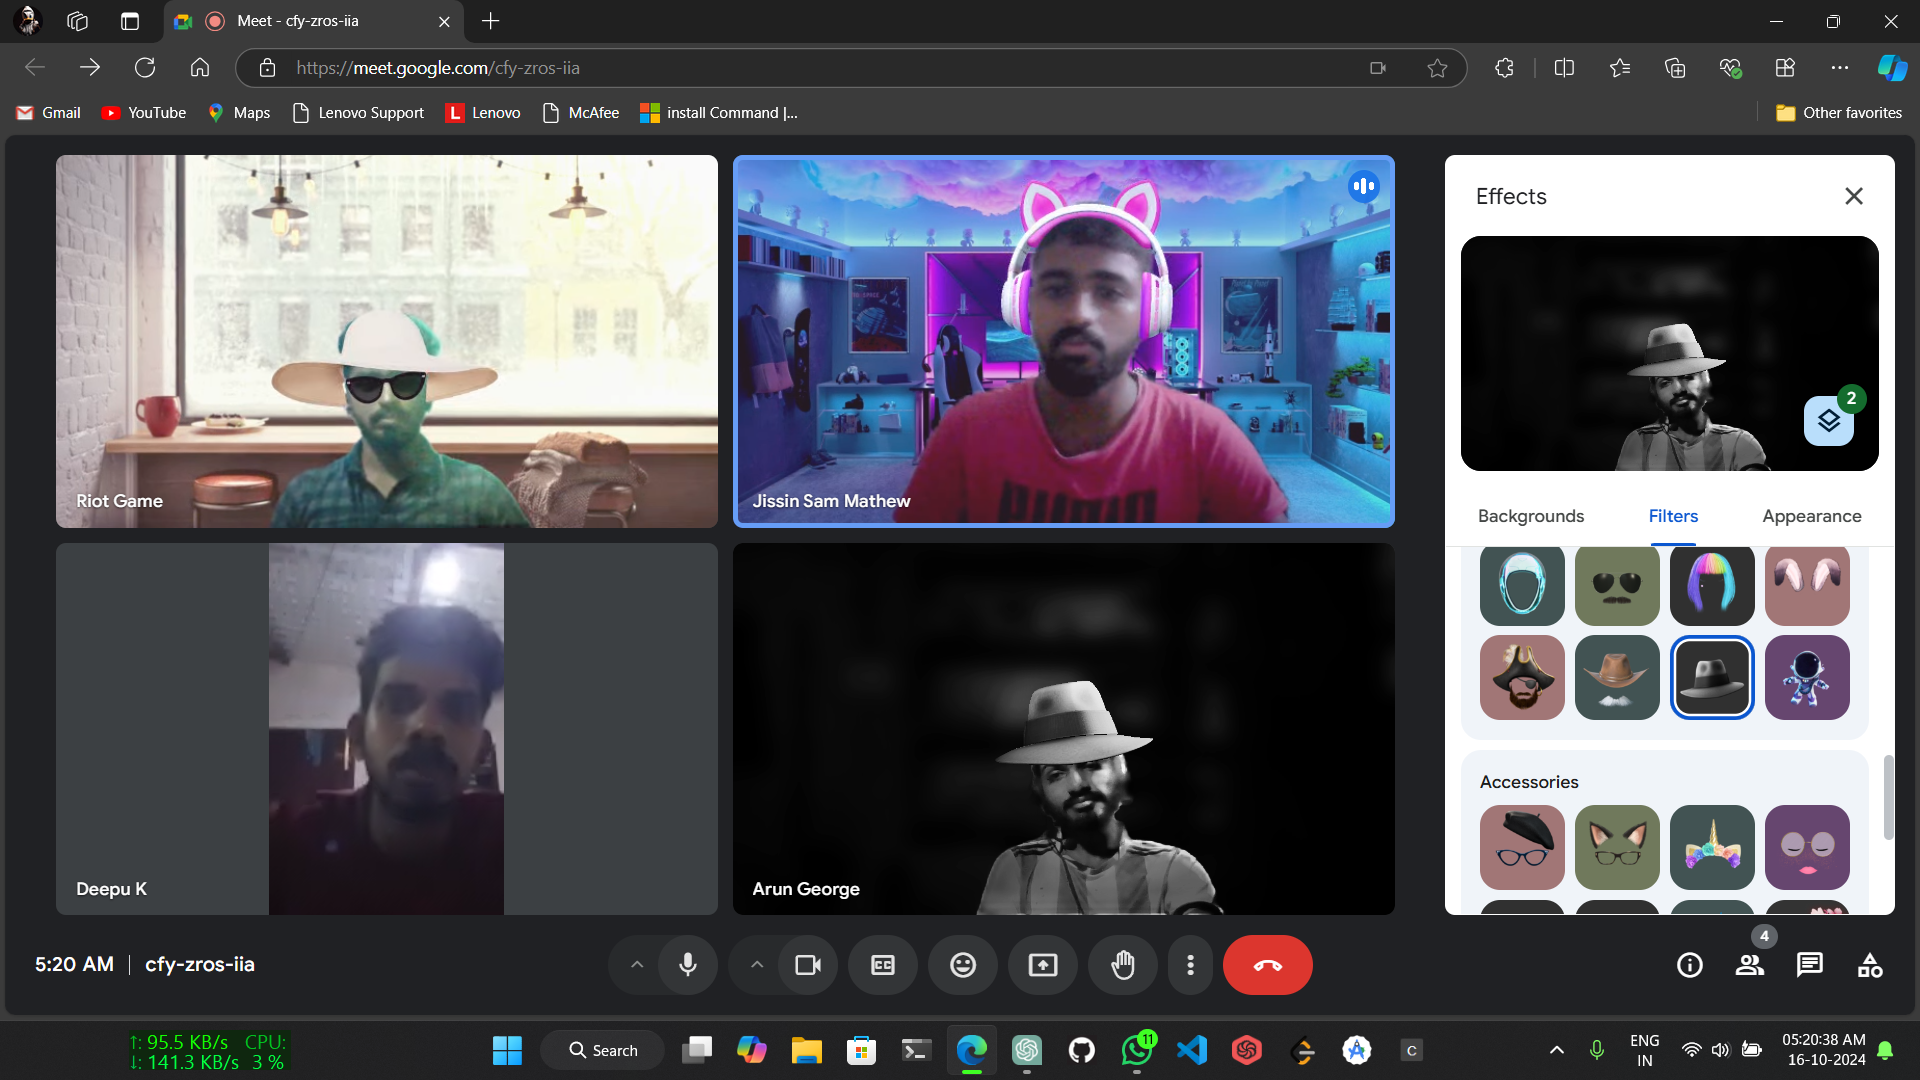 Meet - cfy-zros-iia
https://meet.google.com/cfy-zros-iia
Gmail
YouTube
Maps
Lenovo Support
L Lenovo
McAfee
install Command |...
Other favorites
Riot Game
Jissin Sam Mathew
Deepu K
Arun George
Effects
2
Backgrounds
Filters
Appearance
Accessories
5:20 AM | cfy-zros-iia
CC
4
↑: 95.5 KB/s CPU:
↓: 141.3 KB/s 3 %
Search
11
C
ENG
IN
05:20:38 AM
16-10-2024